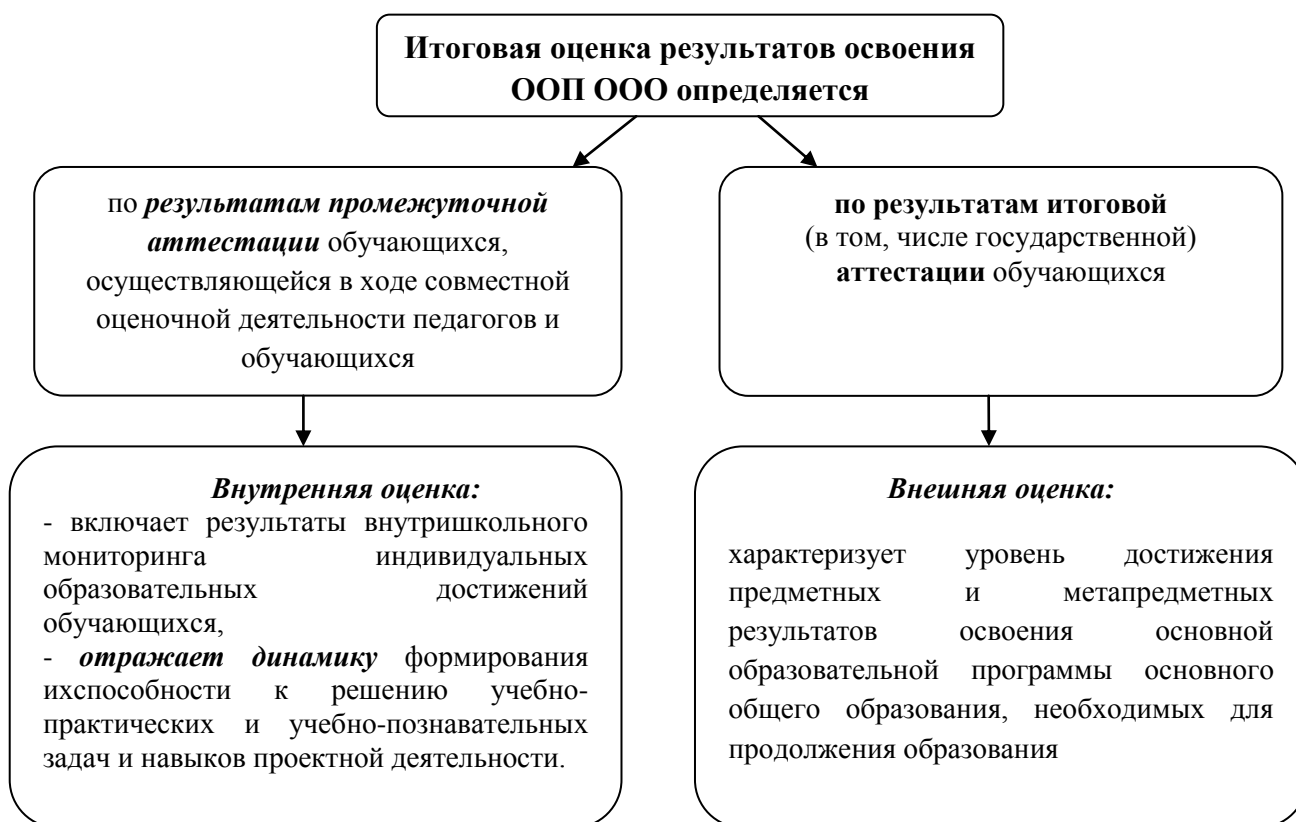 Итоговая оценка результатов освоения
ООП ООО определяется
по результатам промежуточной
аттестации обучающихся,
осуществляющейся в ходе совместной
оценочной деятельности педагогов и
обучающихся
по результатам итоговой
(в том, числе государственной)
аттестации обучающихся
Внутренняя оценка:
- включает результаты внутришкольного
мониторинга индивидуальных
образовательных достижений
обучающихся,
- отражает динамику формирования
ихспособности к решению учебно-
практических и учебно-познавательных
задач и навыков проектной деятельности.
Внешняя оценка:
характеризует уровень достижения
предметных и метапредметных
результатов освоения основной
образовательной программы основного
общего образования, необходимых для
продолжения образования